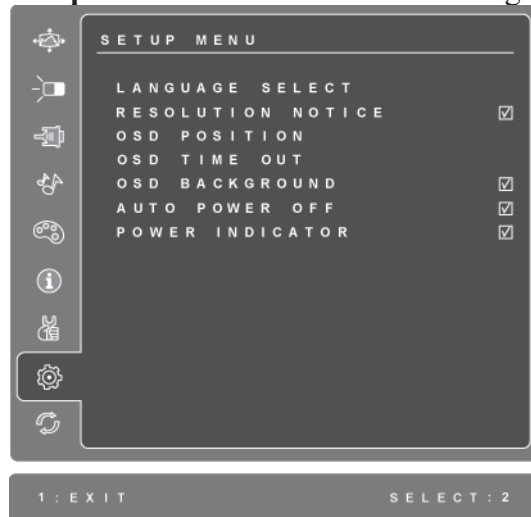 SETUP MENU
LANGUAGE SELECT
RESOLUTION NOTICE ☑
OSD POSITION
OSD TIME OUT
OSD BACKGROUND ☑
AUTO POWER OFF ☑
POWER INDICATOR ☑
1:EXIT SELECT:2